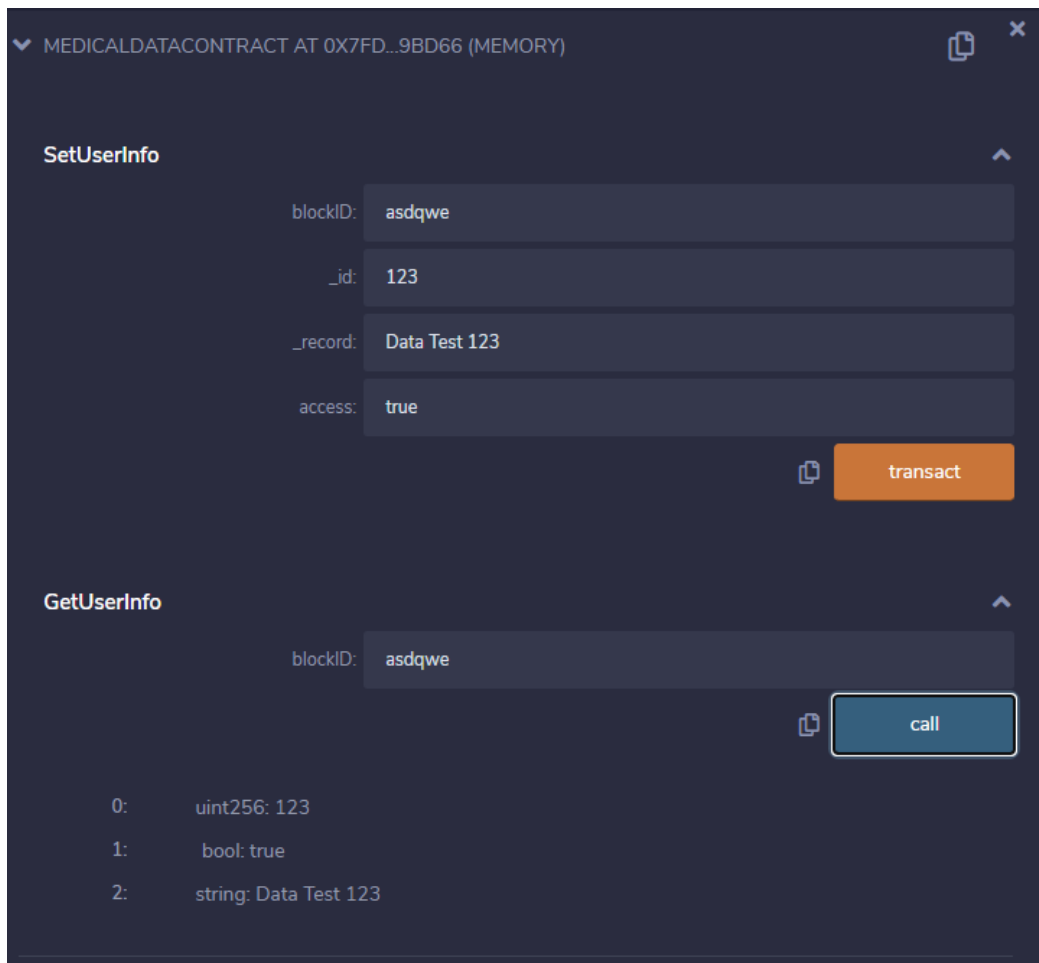 MEDICALDATACONTRACT AT 0X7FD...9BD66 (MEMORY)
SetUserInfo
blockID: asdqwe
_id: 123
_record: Data Test 123
access: true
transact
GetUserInfo
blockID: asdqwe
call
0: uint256: 123
1: bool: true
2: string: Data Test 123